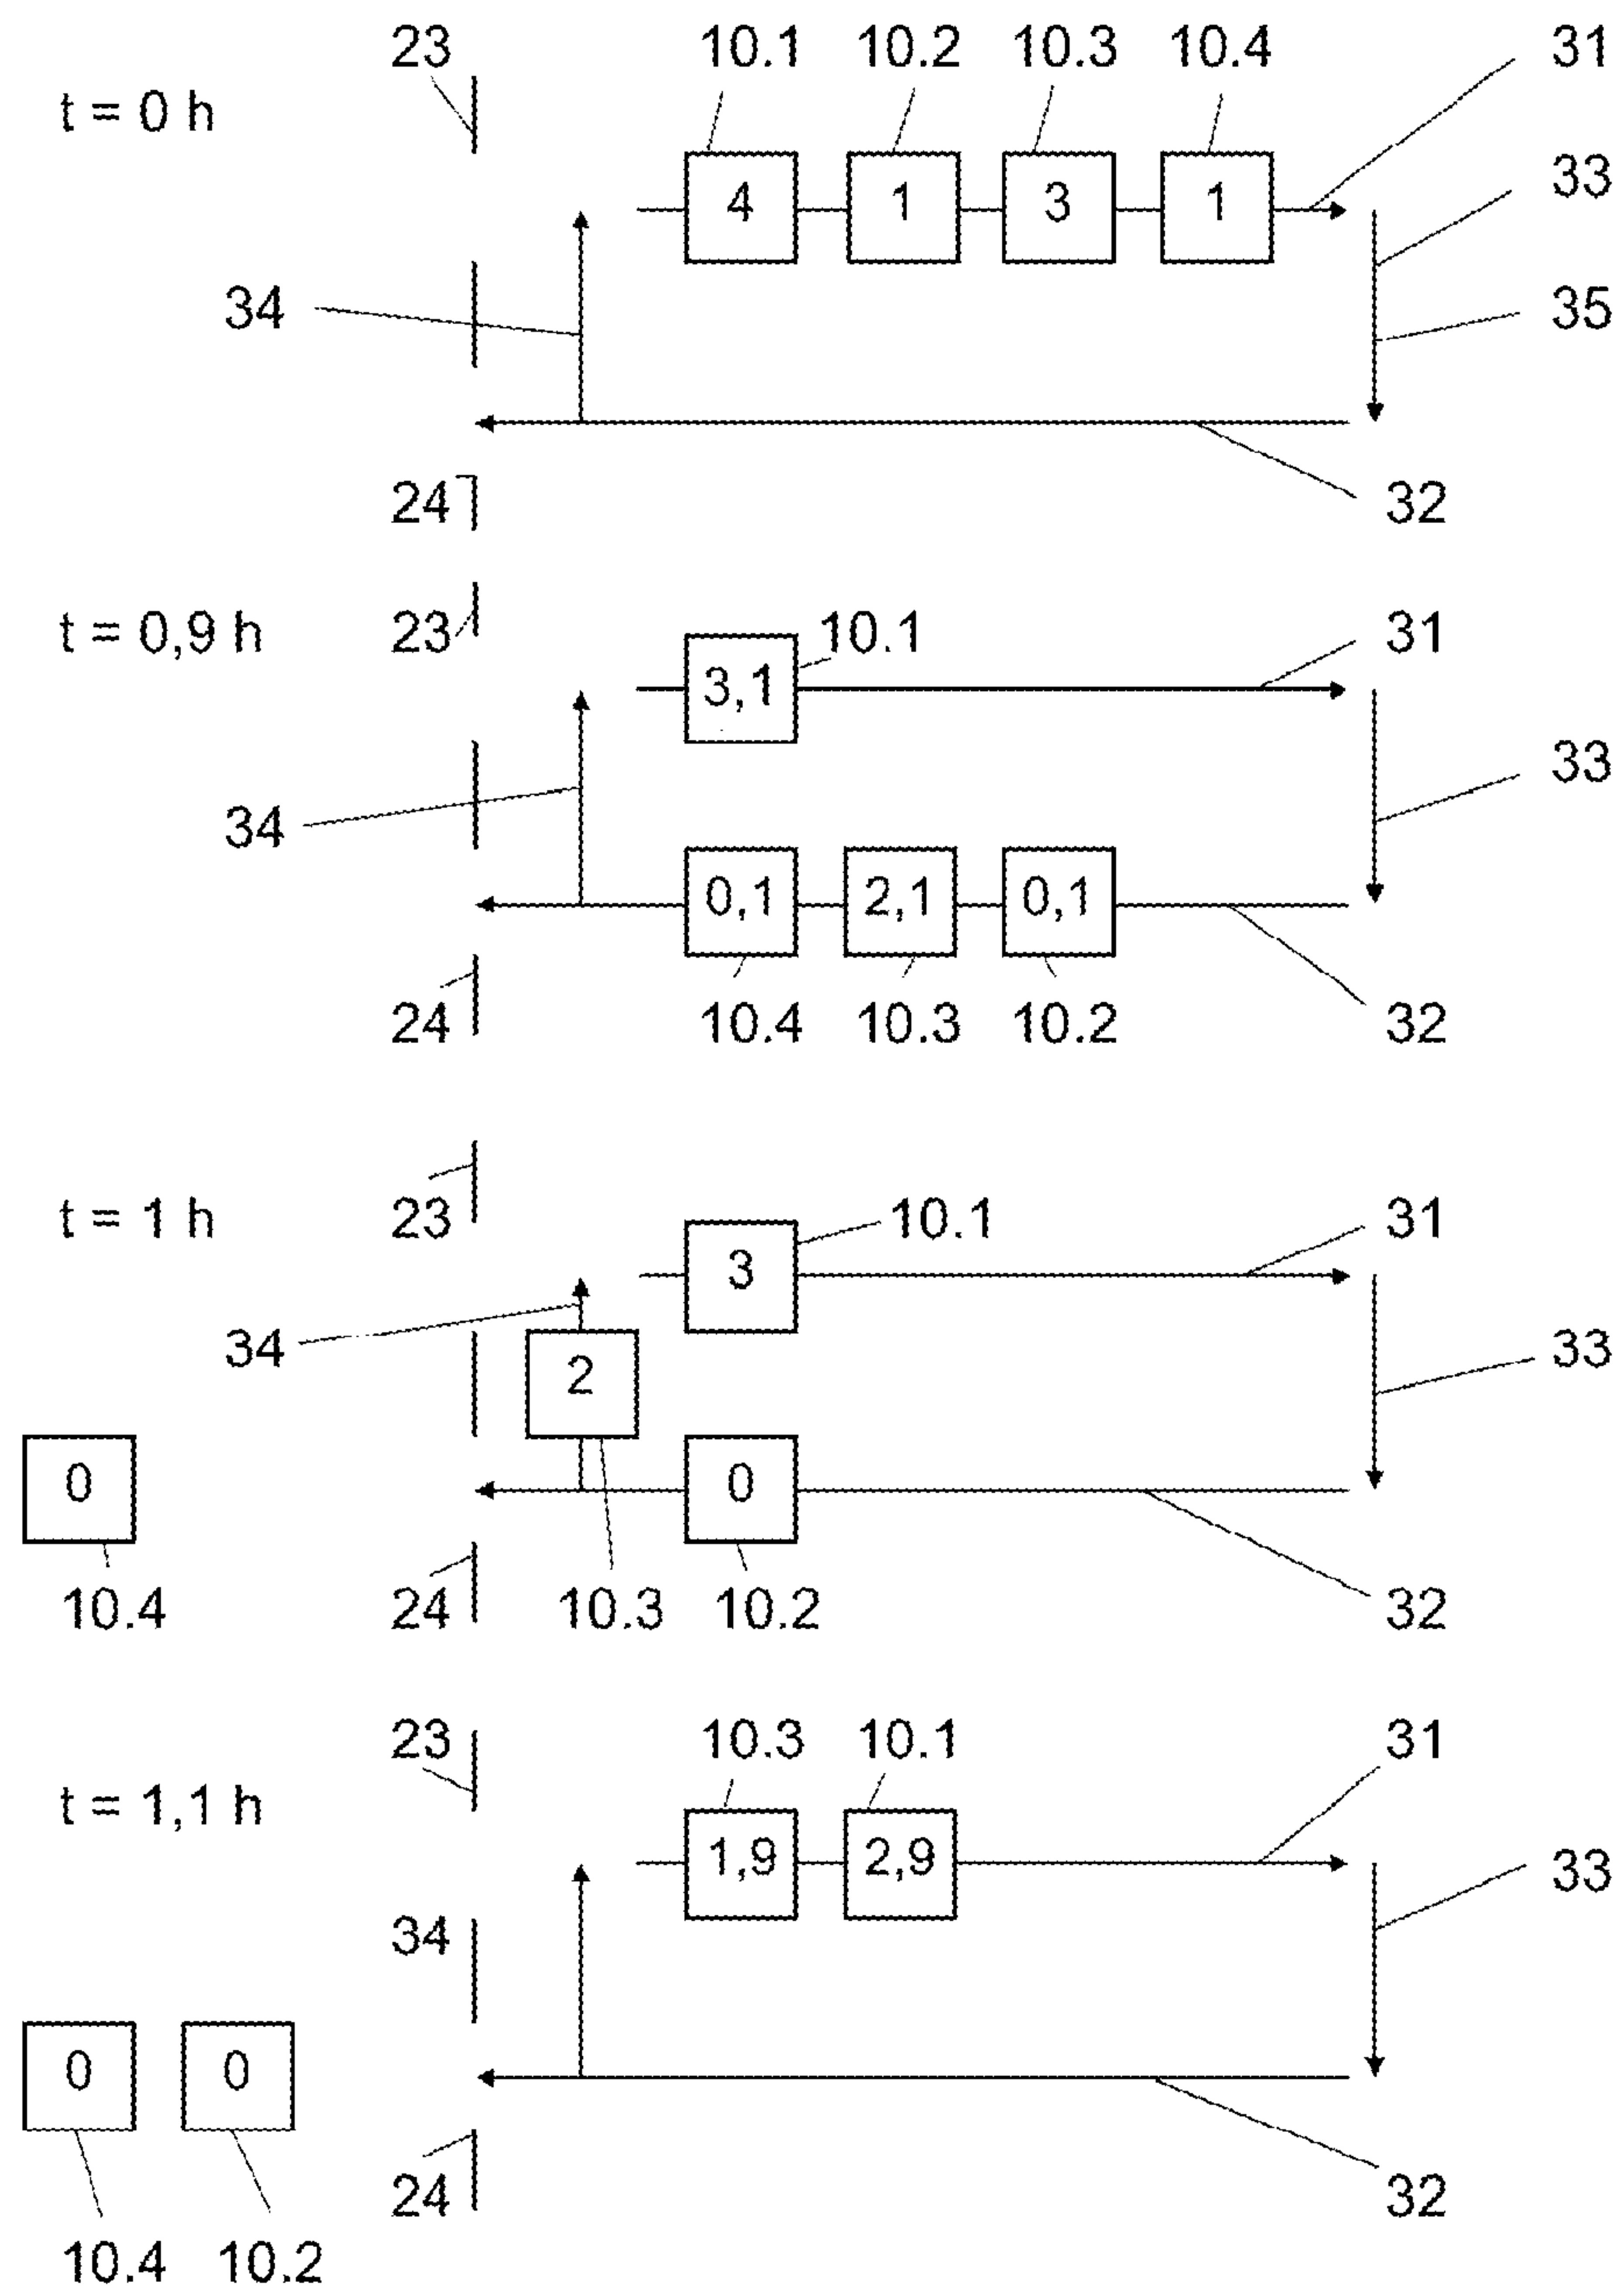 23 10.1 10.2 10.3 10.4 31
t = 0 h
33
4 1 3 1
34 35
24 32
t = 0,9 h 23 10.1 31
3,1
33
34
0,1 2,1 0,1
24 10.4 10.3 10.2 32
t = 1 h 23 10.1 31
3
34 33
2
0 0
10.4 24 10.3 10.2 32
23 10.3 10.1 31
t = 1,1 h
1,9 2,9 33
34
0 0
24 32
10.4 10.2